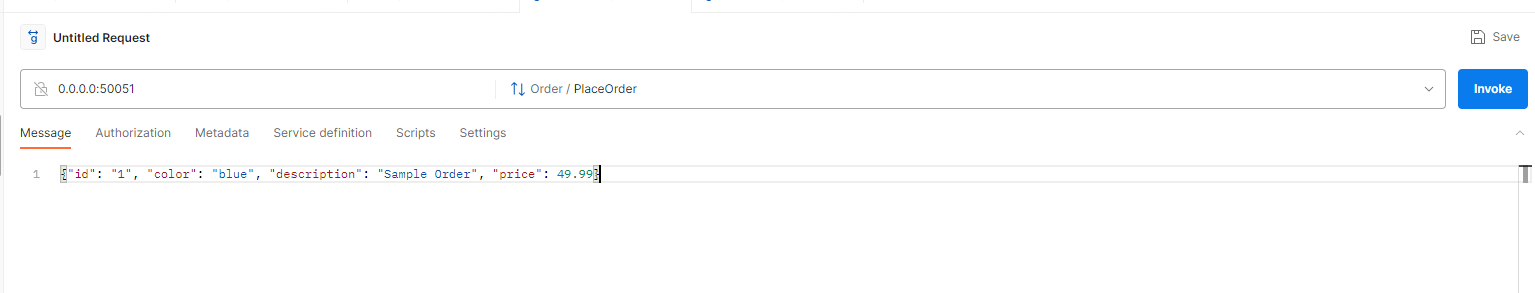 Untitled Request
Save
0.0.0.0:50051
Order / PlaceOrder
Invoke
Message
Authorization
Metadata
Service definition
Scripts
Settings
1
{"id": "1", "color": "blue", "description": "Sample Order", "price": 49.99}